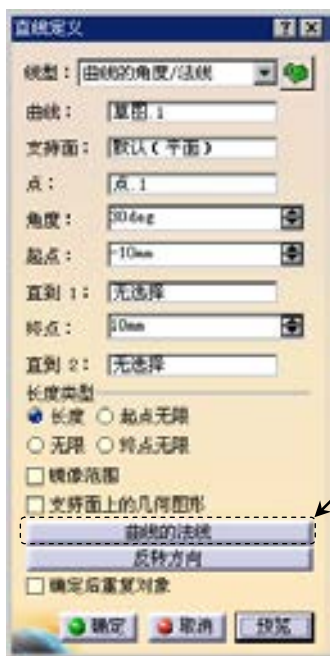 直线定义
线型：曲线的角度/法线
曲线：草图.1
支持面：默认(平面)
点：点.1
角度：30deg
起点：-10mm
直到 1：无选择
终点：10mm
直到 2：无选择
长度类型
长度 起点无限
无限 终点无限
镜像范围
支持面上的几何图形
曲线的法线
反转方向
确定后重复对象
确定 取消 预览